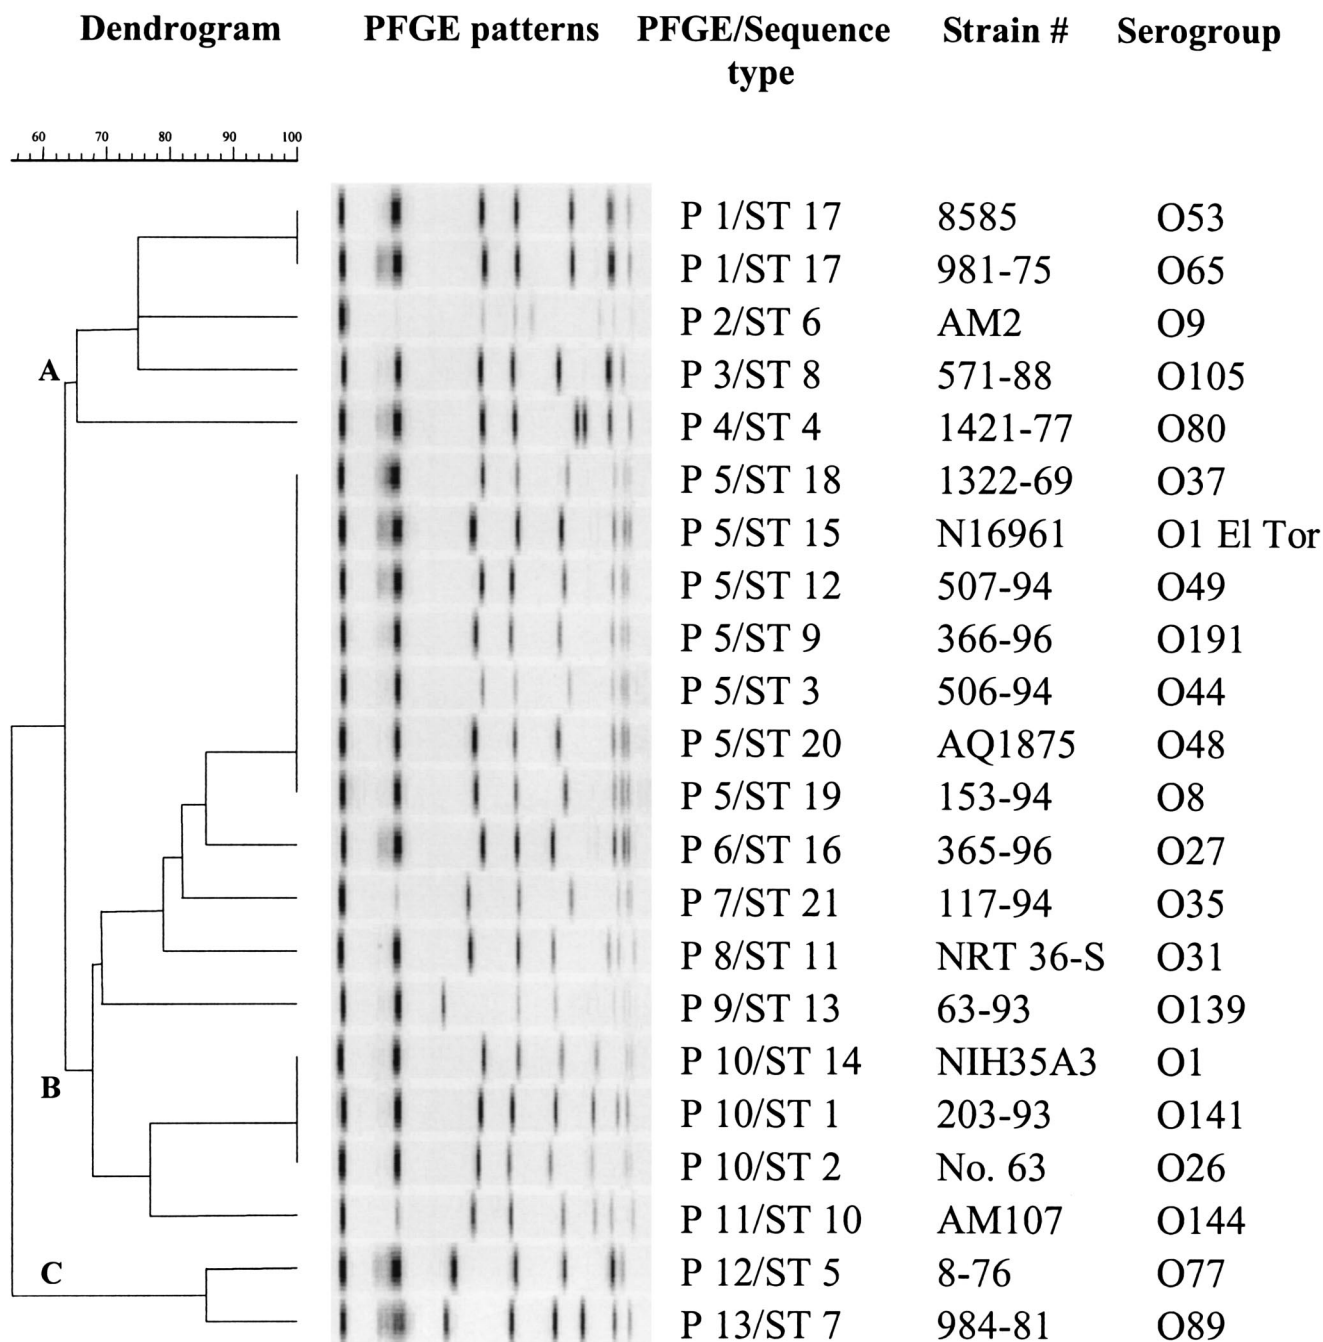 Dendrogram PFGE patterns PFGE/Sequence type Strain # Serogroup
60 70 80 90 100
P 1/ST 17 8585 O53
P 1/ST 17 981-75 O65
P 2/ST 6 AM2 O9
A P 3/ST 8 571-88 O105
P 4/ST 4 1421-77 O80
P 5/ST 18 1322-69 O37
P 5/ST 15 N16961 O1 El Tor
P 5/ST 12 507-94 O49
P 5/ST 9 366-96 O191
P 5/ST 3 506-94 O44
P 5/ST 20 AQ1875 O48
P 5/ST 19 153-94 O8
P 6/ST 16 365-96 O27
P 7/ST 21 117-94 O35
P 8/ST 11 NRT 36-S O31
P 9/ST 13 63-93 O139
P 10/ST 14 NIH35A3 O1
B P 10/ST 1 203-93 O141
P 10/ST 2 No. 63 O26
P 11/ST 10 AM107 O144
C P 12/ST 5 8-76 O77
P 13/ST 7 984-81 O89